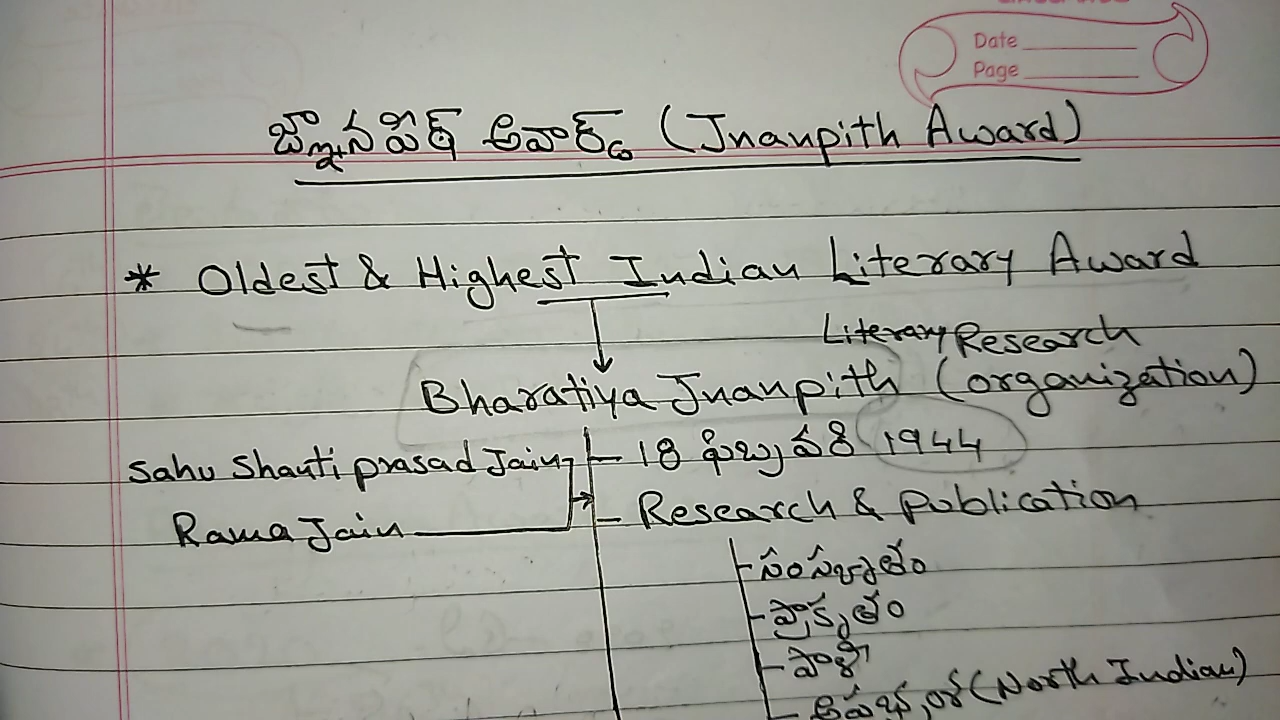 Date
Page
జ్ఞానపీఠ్ అవార్డు (Jnanpith Award)
* Oldest & Highest Indian Literary Award
Literary Research
Bharatiya Jnanpith (organization)
Sahu Shanti prasad Jain
18 ఫిబ్రవరి 1944
Rama Jain
Research & Publication
సంస్కృతం
ప్రాకృతం
పాళీ
(North Indian)